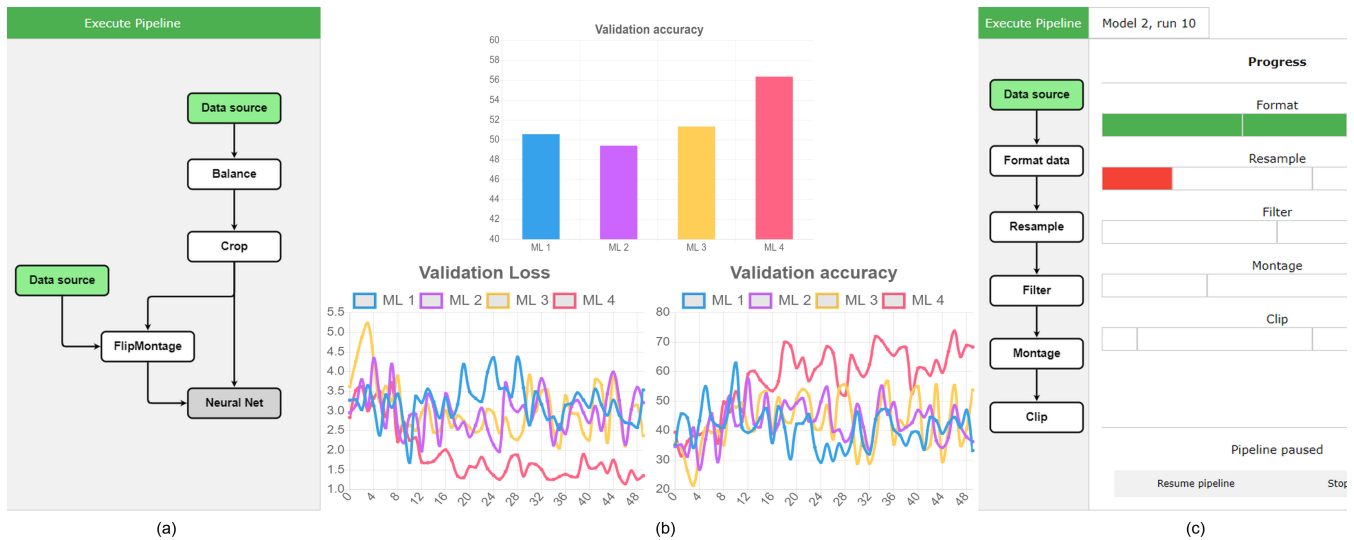 Execute Pipeline
Data source
Balance
Crop
Data source
FlipMontage
Neural Net
(a)
Validation accuracy
60
58
56
54
52
50
48
46
44
42
40
ML 1 ML 2 ML 3 ML 4
Validation Loss
ML 1 ML 2 ML 3 ML 4
5.5
5.0
4.5
4.0
3.5
3.0
2.5
2.0
1.5
1.0
0 4 8 12 16 20 24 28 32 36 40 44 48
Validation accuracy
ML 1 ML 2 ML 3 ML 4
80
70
60
50
40
30
20
0 4 8 12 16 20 24 28 32 36 40 44 48
(b)
Execute Pipeline
Model 2, run 10
Data source
Format data
Resample
Filter
Montage
Clip
Progress
Format
Resample
Filter
Montage
Clip
Pipeline paused
Resume pipeline Stop
(c)